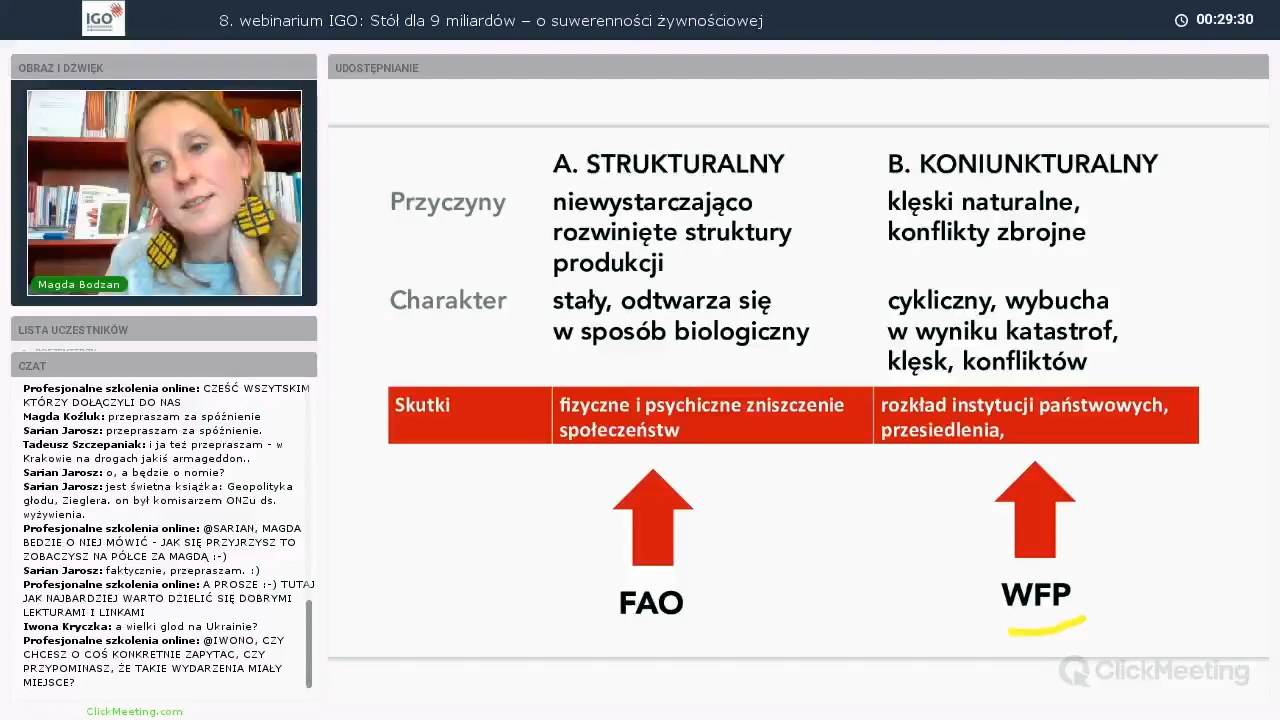 IGO
8. webinarium IGO: Stół dla 9 miliardów – o suwerenności żywnościowej
00:29:30
OBRAZ I DŹWIĘK
Magda Bodzan
LISTA UCZESTNIKÓW
CZAT
Profesjonalne szkolenia online: CZEŚĆ WSZYTSKIM
KTÓRZY DOŁĄCZYLI DO NAS
Magda Koźluk: przepraszam za spóźnienie
Sarian Jarosz: przepraszam za spóźnienie.
Tadeusz Szczepaniak: i ja też przepraszam - w
Krakowie na drogach jakiś armageddon..
Sarian Jarosz: o, a będzie o nomie?
Sarian Jarosz: jest świetna książka: Geopolityka
głodu, Zieglera. on był komisarzem ONZu ds.
wyżywienia.
Profesjonalne szkolenia online: @SARIAN, MAGDA
BEDZIE O NIEJ MÓWIĆ - JAK SIĘ PRZYJRZYSZ TO
ZOBACZYSZ NA PÓŁCE ZA MAGDĄ :-)
Sarian Jarosz: faktycznie, przepraszam. :)
Profesjonalne szkolenia online: A PROSZE :-) TUTAJ
JAK NAJBARDZIEJ WARTO DZIELIĆ SIĘ DOBRYMI
LEKTURAMI I LINKAMI
Iwona Kryczka: a wielki glod na Ukrainie?
Profesjonalne szkolenia online: @IWONO, CZY
CHCESZ O COŚ KONKRETNIE ZAPYTAC, CZY
PRZYPOMINASZ, ŻE TAKIE WYDARZENIA MIAŁY
MIEJSCE?
ClickMeeting.com
UDOSTĘPNIANIE
A. STRUKTURALNY
B. KONIUNKTURALNY
Przyczyny
niewystarczająco
rozwinięte struktury
produkcji
klęski naturalne,
konflikty zbrojne
Charakter
stały, odtwarza się
w sposób biologiczny
cykliczny, wybucha
w wyniku katastrof,
klęsk, konfliktów
Skutki
fizyczne i psychiczne zniszczenie
społeczeństw
rozkład instytucji państwowych,
przesiedlenia,
FAO
WFP
ClickMeeting